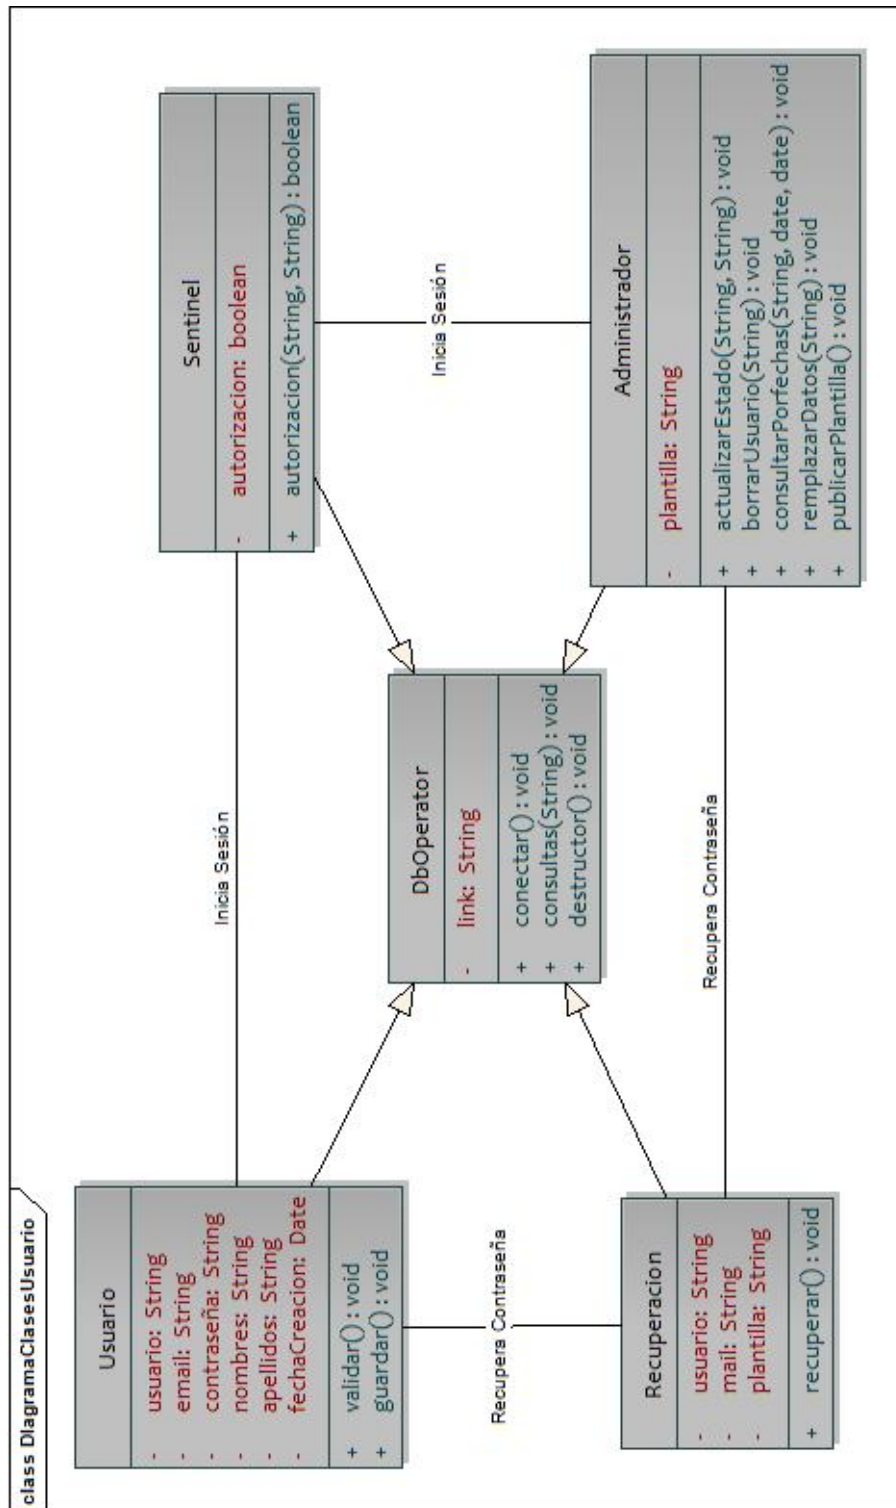 class DIagramaClasesUsuario
Usuario
- usuario: String
- email: String
- contraseña: String
- nombres: String
- apellidos: String
- fechaCreacion: Date
+ validar() : void
+ guardar() : void
Inicia Sesión
Sentinel
- autorizacion: boolean
+ autorizacion(String, String) : boolean
DbOperator
- link: String
+ conectar() : void
+ consultas(String) : void
+ destructor() : void
Recupera Contraseña
Inicia Sesión
Recuperacion
- usuario: String
- mail: String
- plantilla: String
+ recuperar() : void
Recupera Contraseña
Administrador
- plantilla: String
+ actualizarEstado(String, String) : void
+ borrarUsuario(String) : void
+ consultarPorfechas(String, date, date) : void
+ remplazarDatos(String) : void
+ publicarPlantilla() : void